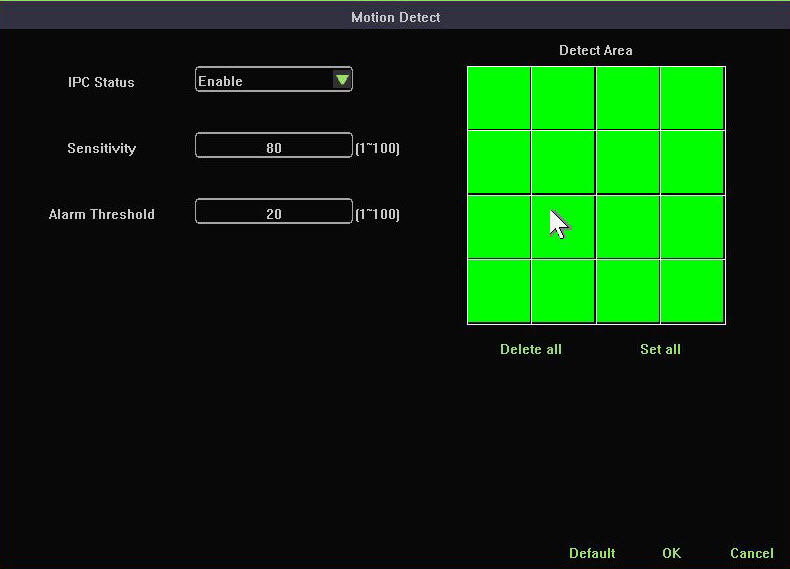 Motion Detect
Detect Area
IPC Status Enable
Sensitivity 80 (1~100)
Alarm Threshold 20 (1~100)
Delete all Set all
Default OK Cancel